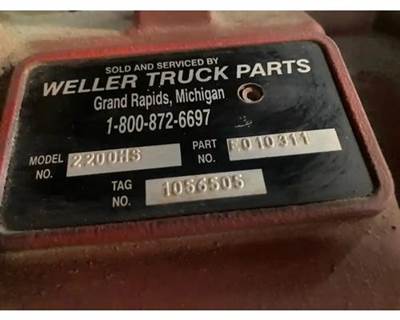 SOLD AND SERVICED BY
WELLER TRUCK PARTS
Grand Rapids, Michigan
1-800-872-6697
MODEL NO. 2200HS PART NO.
TAG NO. 1056505